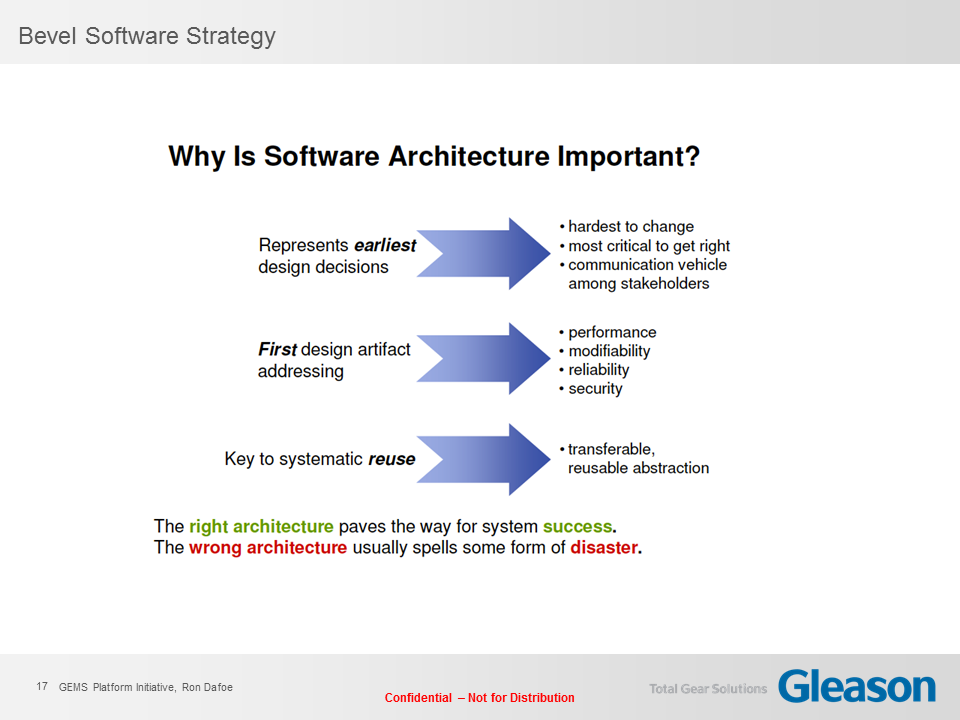 Bevel Software Strategy
Why Is Software Architecture Important?
Represents earliest
design decisions
• hardest to change
• most critical to get right
• communication vehicle
among stakeholders
First design artifact
addressing
• performance
• modifiability
• reliability
• security
Key to systematic reuse
• transferable,
reusable abstraction
The right architecture paves the way for system success.
The wrong architecture usually spells some form of disaster.
17 GEMS Platform Initiative, Ron Dafoe
Confidential – Not for Distribution
Total Gear Solutions Gleason